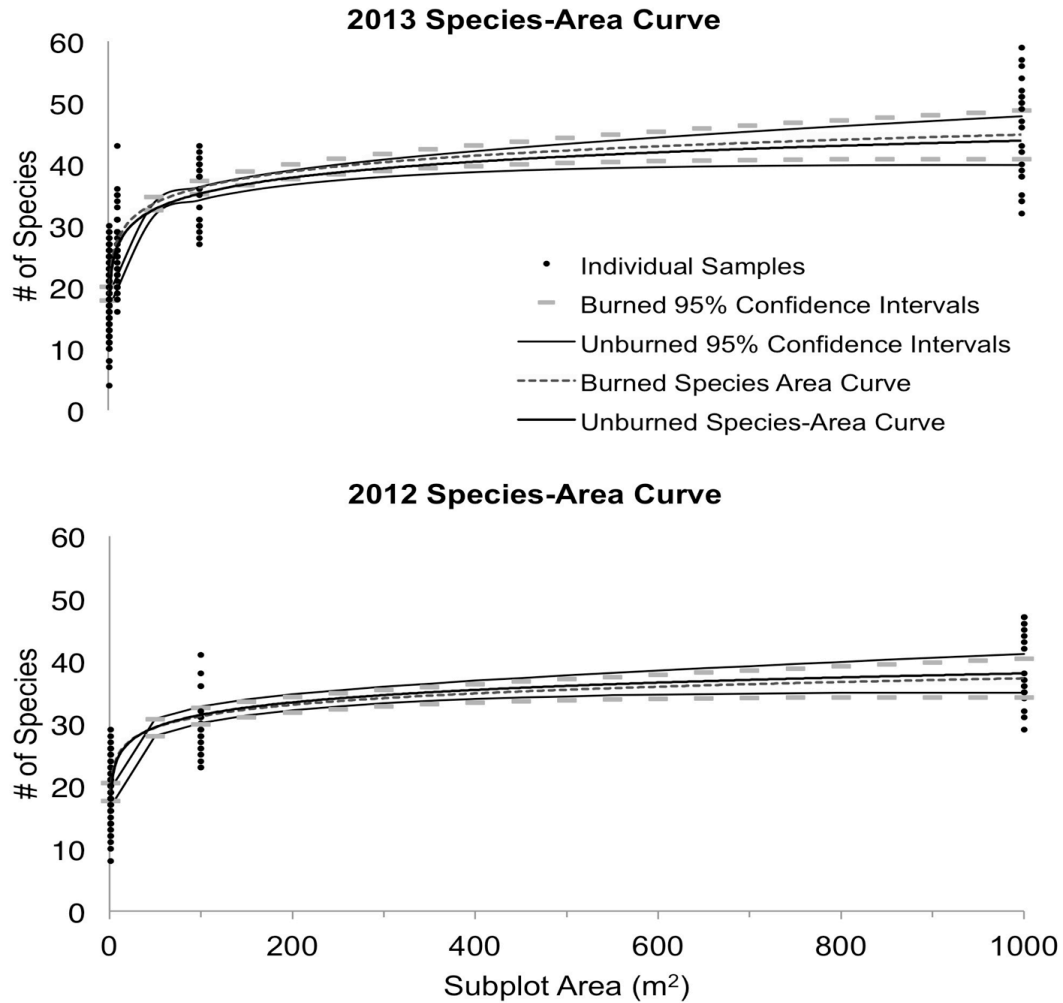 2013 Species-Area Curve
60
50
40
30
20
10
0
# of Species
Individual Samples
Burned 95% Confidence Intervals
Unburned 95% Confidence Intervals
Burned Species Area Curve
Unburned Species-Area Curve
2012 Species-Area Curve
60
50
40
30
20
10
0
# of Species
0 200 400 600 800 1000
Subplot Area (m²)